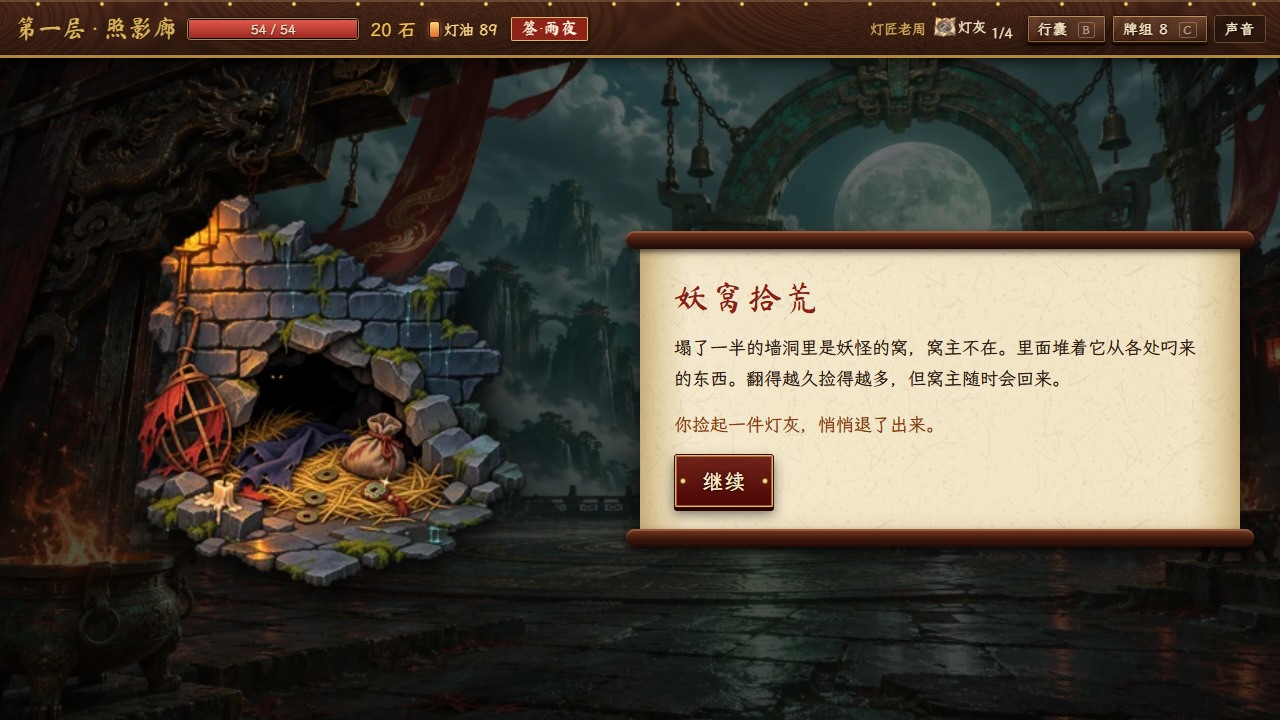 第一层·照影廊
54 / 54
20 石
灯油 89
签·雨夜
灯匠老周
灯灰 1/4
行囊 B
牌组 8 C
声音
妖窝拾荒
塌了一半的墙洞里是妖怪的窝，窝主不在。里面堆着它从各处叼来
的东西。翻得越久捡得越多，但窝主随时会回来。
你捡起一件灯灰，悄悄退了出来。
继续